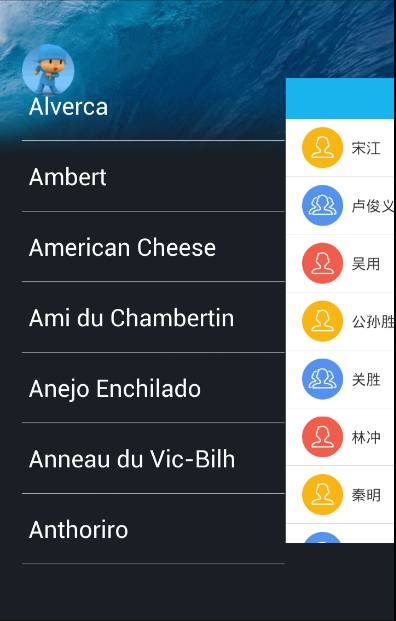 Alverca
Ambert
American Cheese
Ami du Chambertin
Anejo Enchilado
Anneau du Vic-Bilh
Anthoriro
宋江
卢俊义
吴用
公孙胜
关胜
林冲
秦明